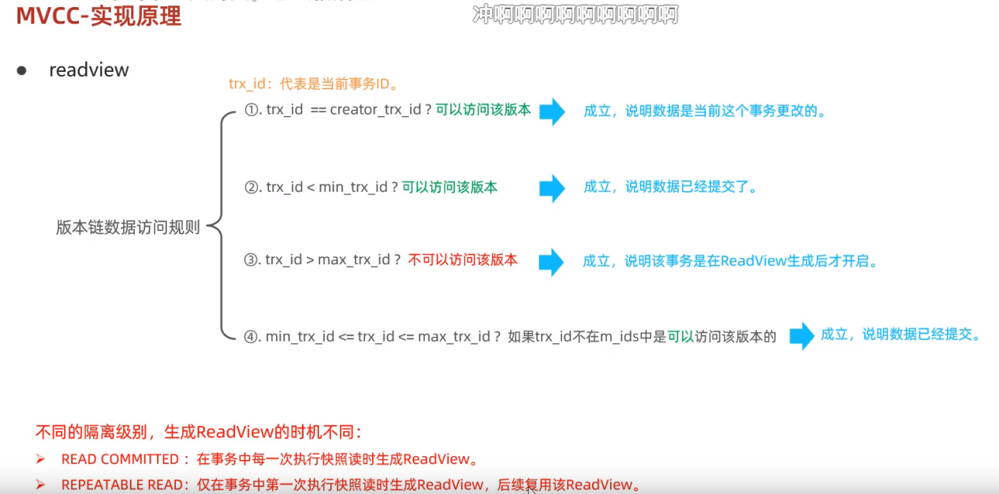 MVCC-实现原理
冲啊啊啊啊啊啊啊啊啊
● readview
trx_id：代表是当前事务ID。
①. trx_id == creator_trx_id ? 可以访问该版本 成立，说明数据是当前这个事务更改的。
②. trx_id < min_trx_id ? 可以访问该版本 成立，说明数据已经提交了。
版本链数据访问规则
③. trx_id > max_trx_id ? 不可以访问该版本 成立，说明该事务是在ReadView生成后才开启。
④. min_trx_id <= trx_id <= max_trx_id ? 如果trx_id不在m_ids中是可以访问该版本的 成立，说明数据已经提交。
不同的隔离级别，生成ReadView的时机不同：
➢ READ COMMITTED ：在事务中每一次执行快照读时生成ReadView。
➢ REPEATABLE READ：仅在事务中第一次执行快照读时生成ReadView，后续复用该ReadView。